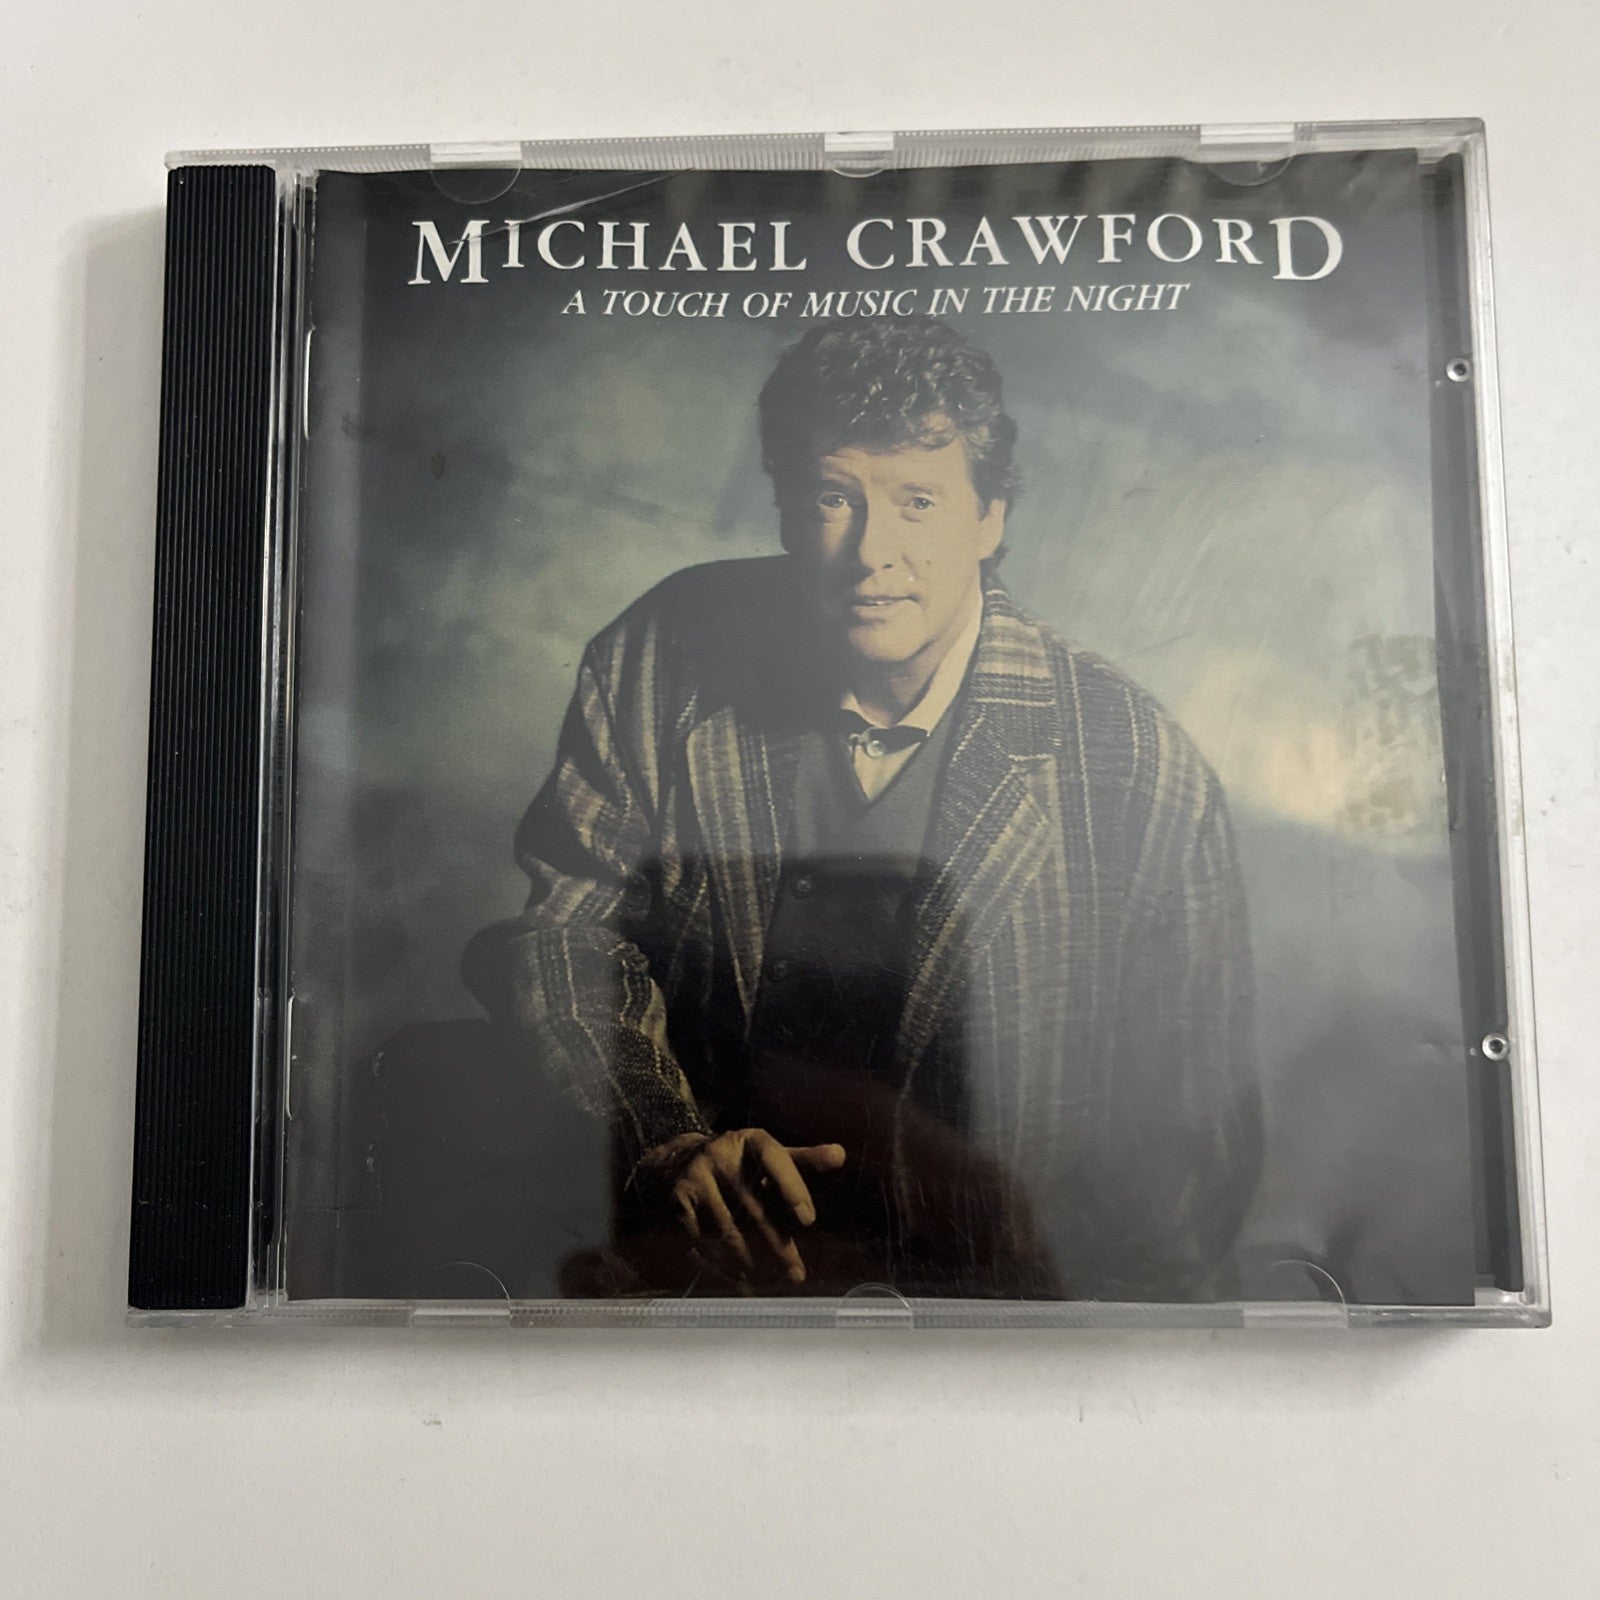 MICHAEL CRAWFORD
A TOUCH OF MUSIC IN THE NIGHT